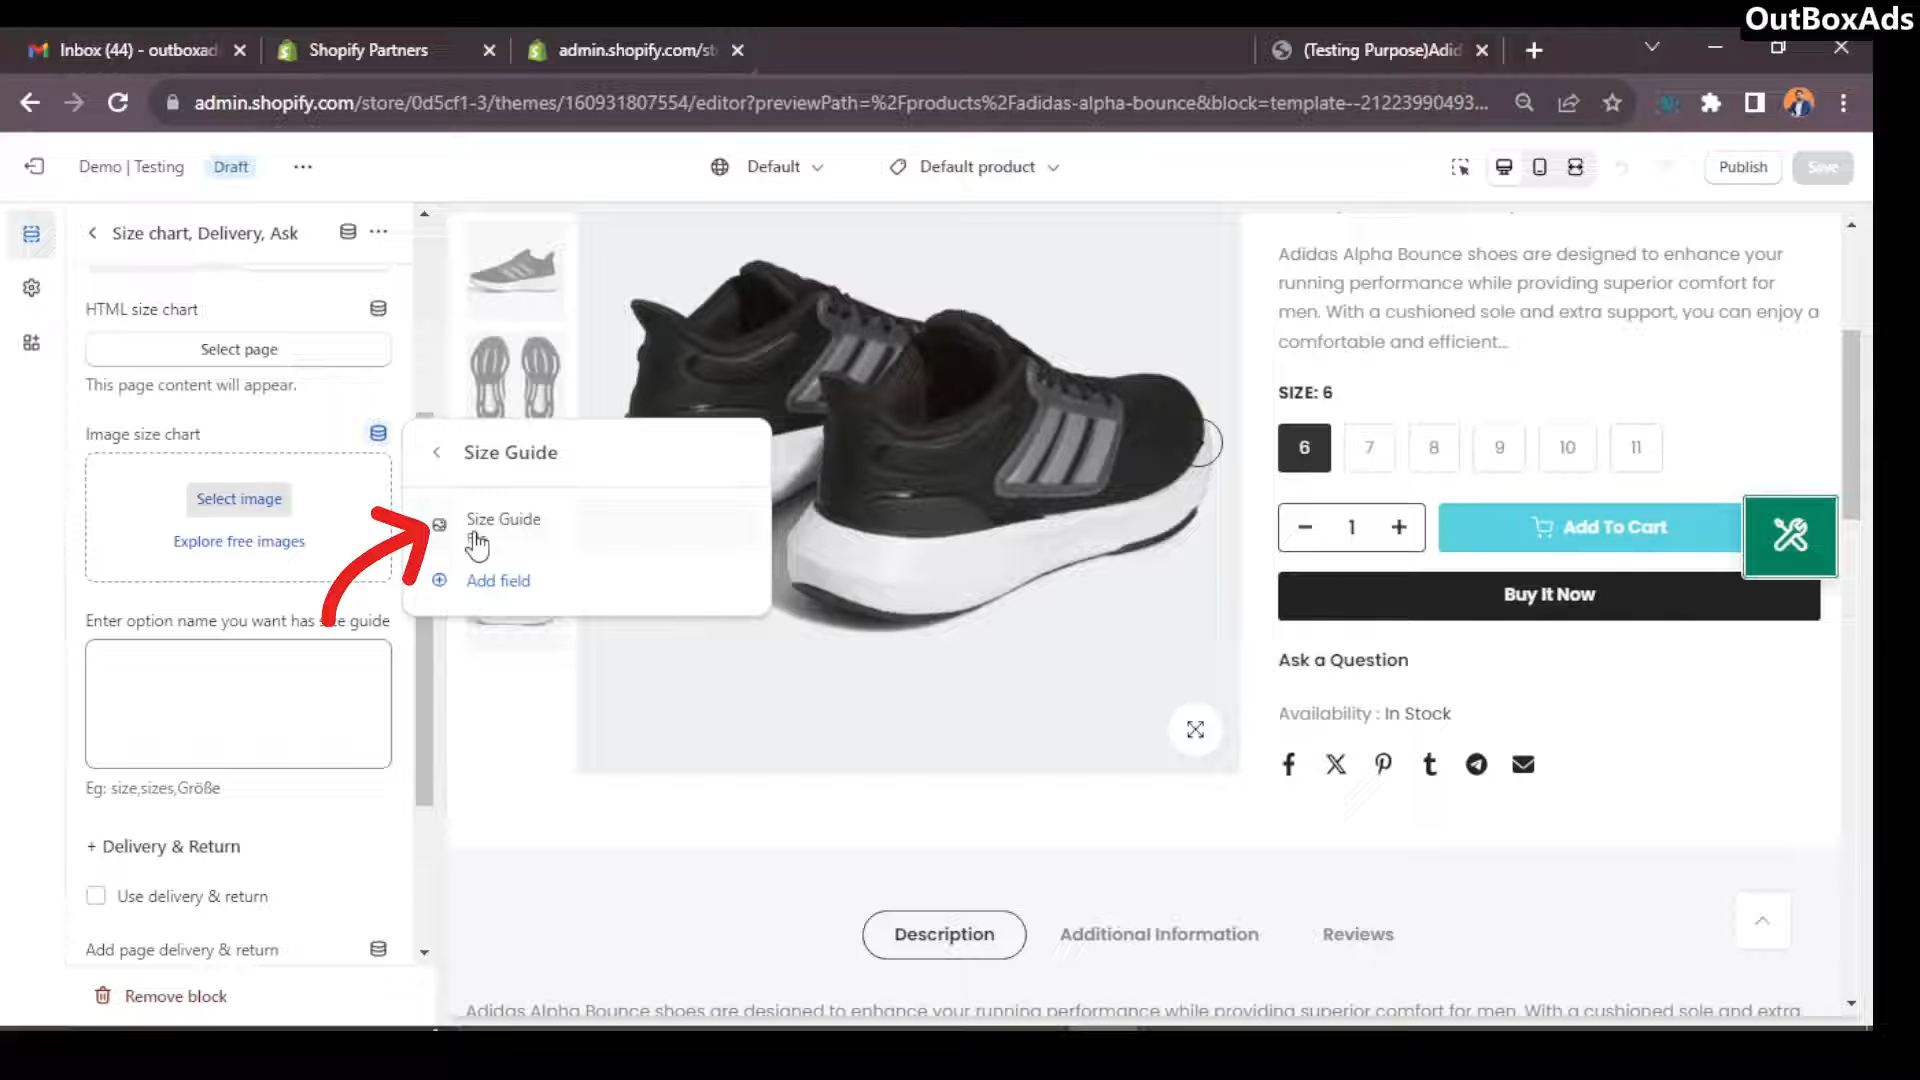 OutBoxAds
Inbox (44) - outboxad
Shopify Partners
admin.shopify.com/st
(Testing Purpose)Adid
admin.shopify.com/store/0d5cf1-3/themes/160931807554/editor?previewPath=%2Fproducts%2Fadidas-alpha-bounce&block=template--21223990493...
Demo | Testing
Draft
Default
Default product
Publish
Save
Size chart, Delivery, Ask
HTML size chart
Select page
This page content will appear.
Image size chart
Select image
Explore free images
Enter option name you want has size guide
Eg: size,sizes,Größe
+ Delivery & Return
Use delivery & return
Add page delivery & return
Remove block
Size Guide
Size Guide
Add field
Adidas Alpha Bounce shoes are designed to enhance your
running performance while providing superior comfort for
men. With a cushioned sole and extra support, you can enjoy a
comfortable and efficient...
SIZE: 6
6
7
8
9
10
11
1
Add To Cart
Buy It Now
Ask a Question
Availability : In Stock
Description
Additional Information
Reviews
Adidas Alpha Bounce shoes are designed to enhance your running performance while providing superior comfort for men. With a cushioned sole and extra